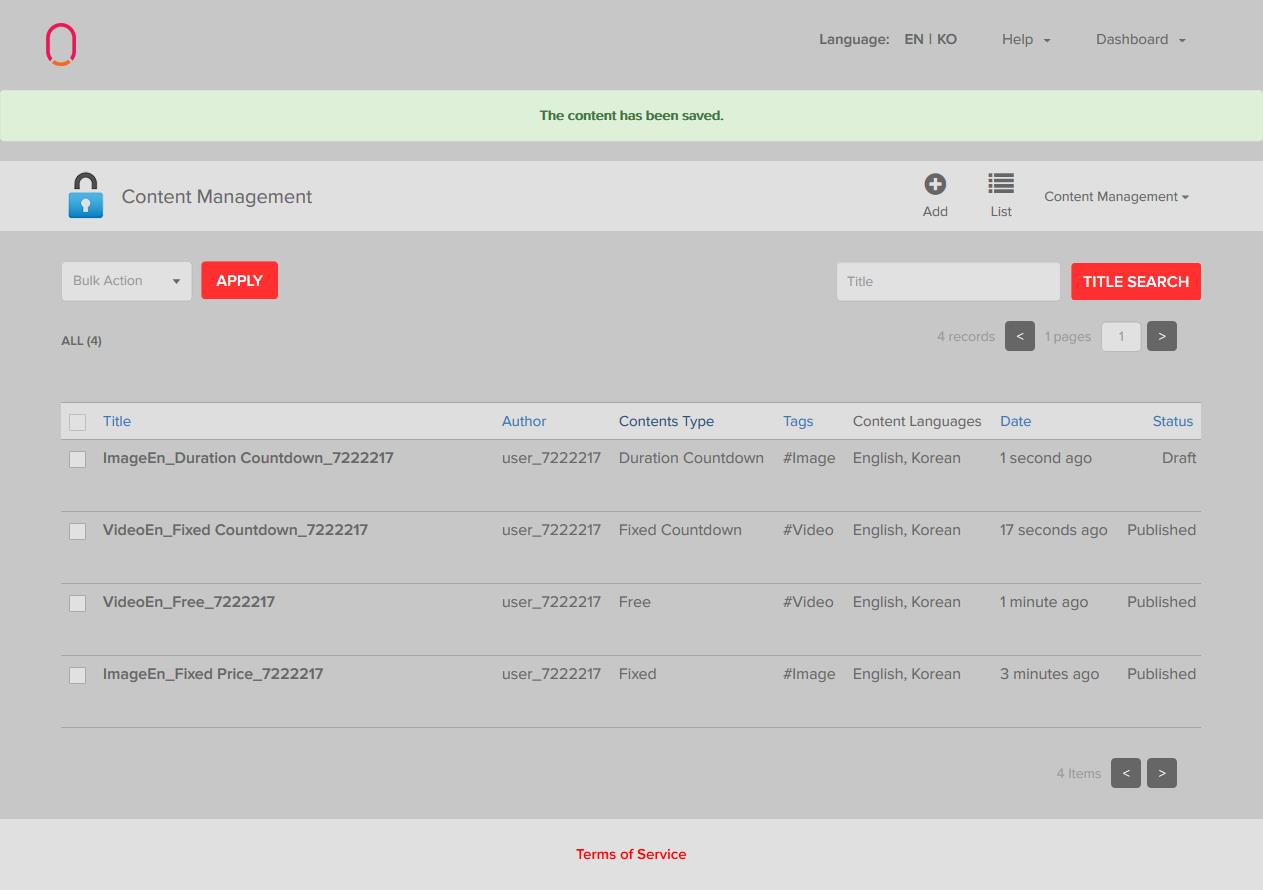 Language: EN | KO Help Dashboard
The content has been saved.
Content Management Add List Content Management
Bulk Action APPLY Title TITLE SEARCH
ALL (4) 4 records < 1 pages 1 >
Title Author Contents Type Tags Content Languages Date Status
ImageEn_Duration Countdown_7222217 user_7222217 Duration Countdown #Image English, Korean 1 second ago Draft
VideoEn_Fixed Countdown_7222217 user_7222217 Fixed Countdown #Video English, Korean 17 seconds ago Published
VideoEn_Free_7222217 user_7222217 Free #Video English, Korean 1 minute ago Published
ImageEn_Fixed Price_7222217 user_7222217 Fixed #Image English, Korean 3 minutes ago Published
4 Items < >
Terms of Service